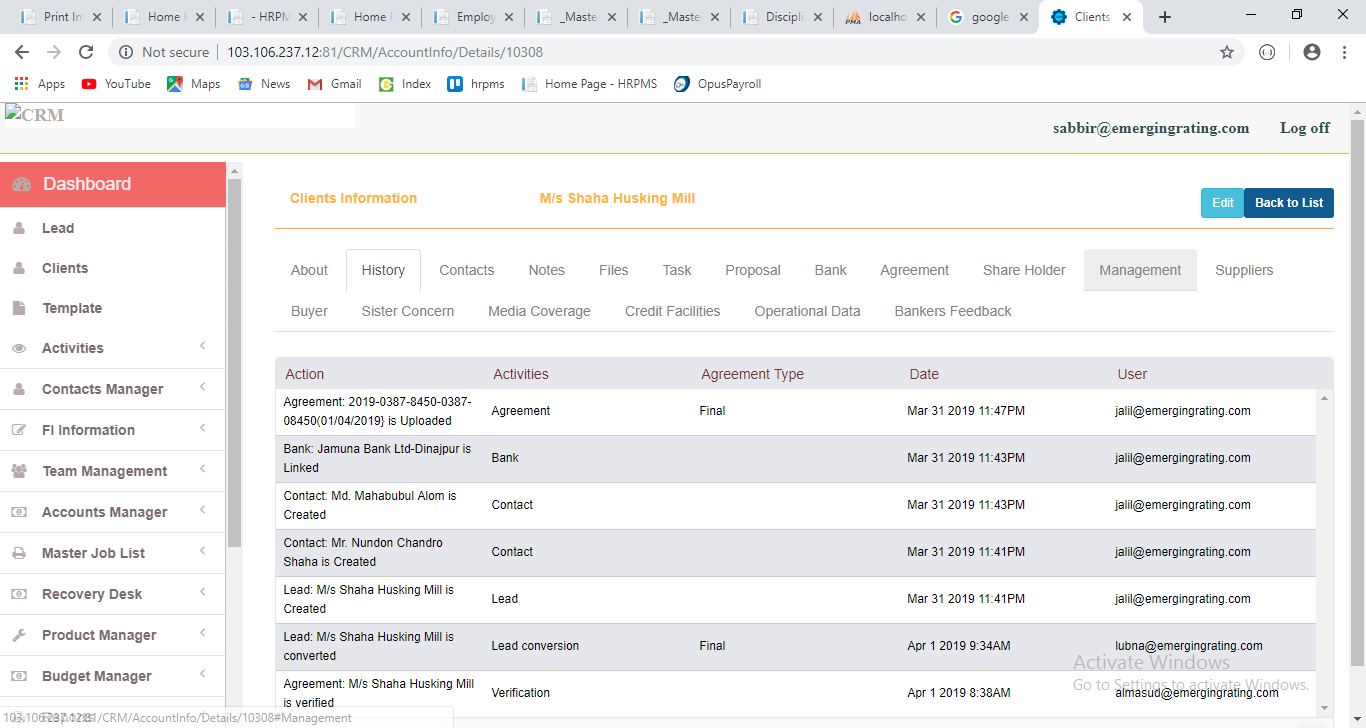 Print In
Home P
- HRPM
Home P
Employ
_Maste
_Maste
Discipli
localho
google
Clients
Not secure
103.106.237.12:81/CRM/AccountInfo/Details/10308
Apps
YouTube
Maps
News
Gmail
Index
hrpms
Home Page - HRPMS
OpusPayroll
CRM
sabbir@emergingrating.com
Log off
Dashboard
Lead
Clients
Template
Activities
Contacts Manager
FI Information
Team Management
Accounts Manager
Master Job List
Recovery Desk
Product Manager
Budget Manager
Clients Information
M/s Shaha Husking Mill
Edit
Back to List
About History Contacts Notes Files Task Proposal Bank Agreement Share Holder Management Suppliers
Buyer Sister Concern Media Coverage Credit Facilities Operational Data Bankers Feedback
Action Activities Agreement Type Date User
Agreement: 2019-0387-8450-0387-
08450(01/04/2019} is Uploaded
Agreement Final Mar 31 2019 11:47PM jalil@emergingrating.com
Bank: Jamuna Bank Ltd-Dinajpur is
Linked
Bank Mar 31 2019 11:43PM jalil@emergingrating.com
Contact: Md. Mahabubul Alom is
Created
Contact Mar 31 2019 11:43PM jalil@emergingrating.com
Contact: Mr. Nundon Chandro
Shaha is Created
Contact Mar 31 2019 11:41PM jalil@emergingrating.com
Lead: M/s Shaha Husking Mill is
Created
Lead Mar 31 2019 11:41PM jalil@emergingrating.com
Lead: M/s Shaha Husking Mill is
converted
Lead conversion Final Apr 1 2019 9:34AM lubna@emergingrating.com
Agreement: M/s Shaha Husking Mill
is verified
Verification Apr 1 2019 8:38AM almasud@emergingrating.com
Activate Windows
Go to Settings to activate Windows.
103.106.237.12:81/CRM/AccountInfo/Details/10308#Management